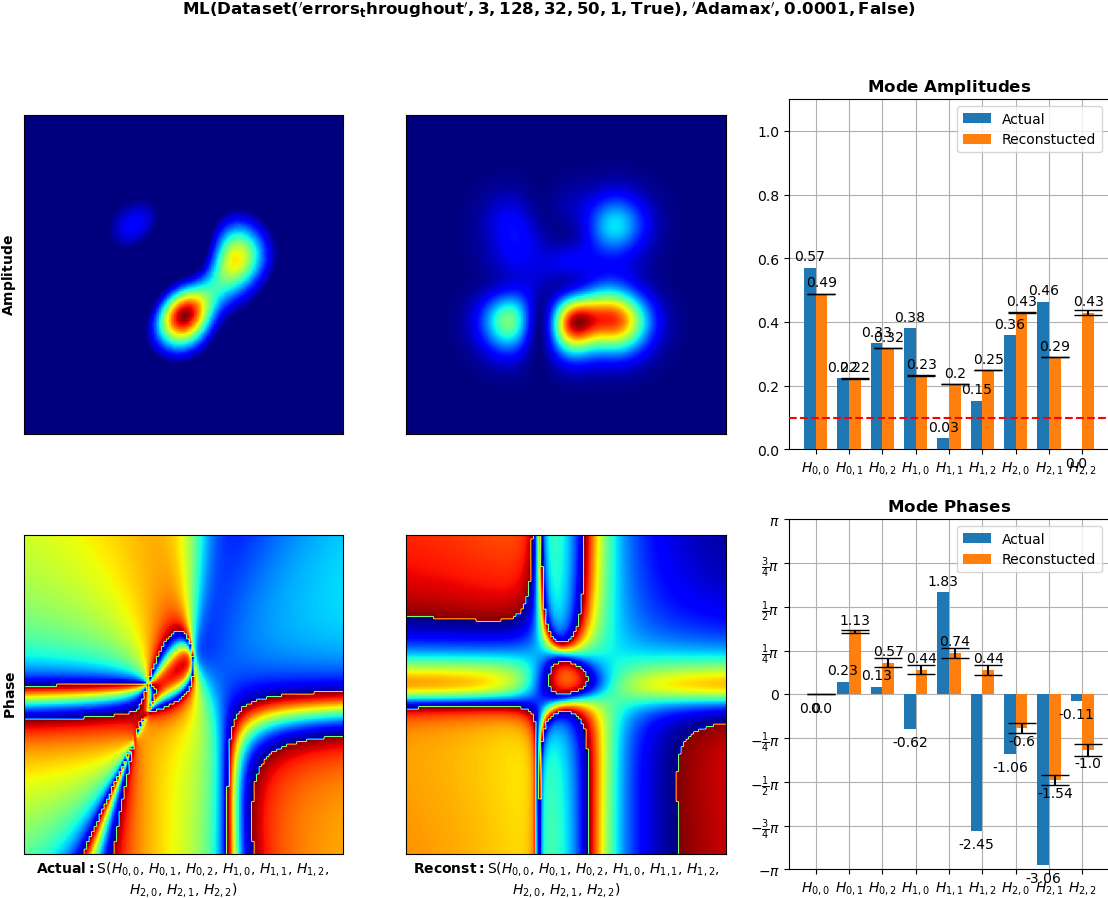 ML(Dataset('errors_throughout', 3, 128, 32, 50, 1, True), 'Adamax', 0.0001, False)
Amplitude
Mode Amplitudes
Actual
Reconstucted
1.0
0.8
0.6
0.4
0.2
0.0
0.57
0.49
0.22
0.22
0.33
0.32
0.38
0.23
0.03
0.2
0.15
0.25
0.36
0.43
0.46
0.29
0.0
0.43
H0,0 H0,1 H0,2 H1,0 H1,1 H1,2 H2,0 H2,1 H2,2
Phase
Mode Phases
Actual
Reconstucted
π
3/4π
1/2π
1/4π
0
−1/4π
−1/2π
−3/4π
−π
0.0
0.0
0.23
1.13
0.13
0.57
-0.62
0.44
1.83
0.74
-2.45
0.44
-1.06
-0.6
-3.06
-1.54
-0.11
-1.0
H0,0 H0,1 H0,2 H1,0 H1,1 H1,2 H2,0 H2,1 H2,2
Actual: S(H0,0, H0,1, H0,2, H1,0, H1,1, H1,2,
H2,0, H2,1, H2,2)
Reconst: S(H0,0, H0,1, H0,2, H1,0, H1,1, H1,2,
H2,0, H2,1, H2,2)